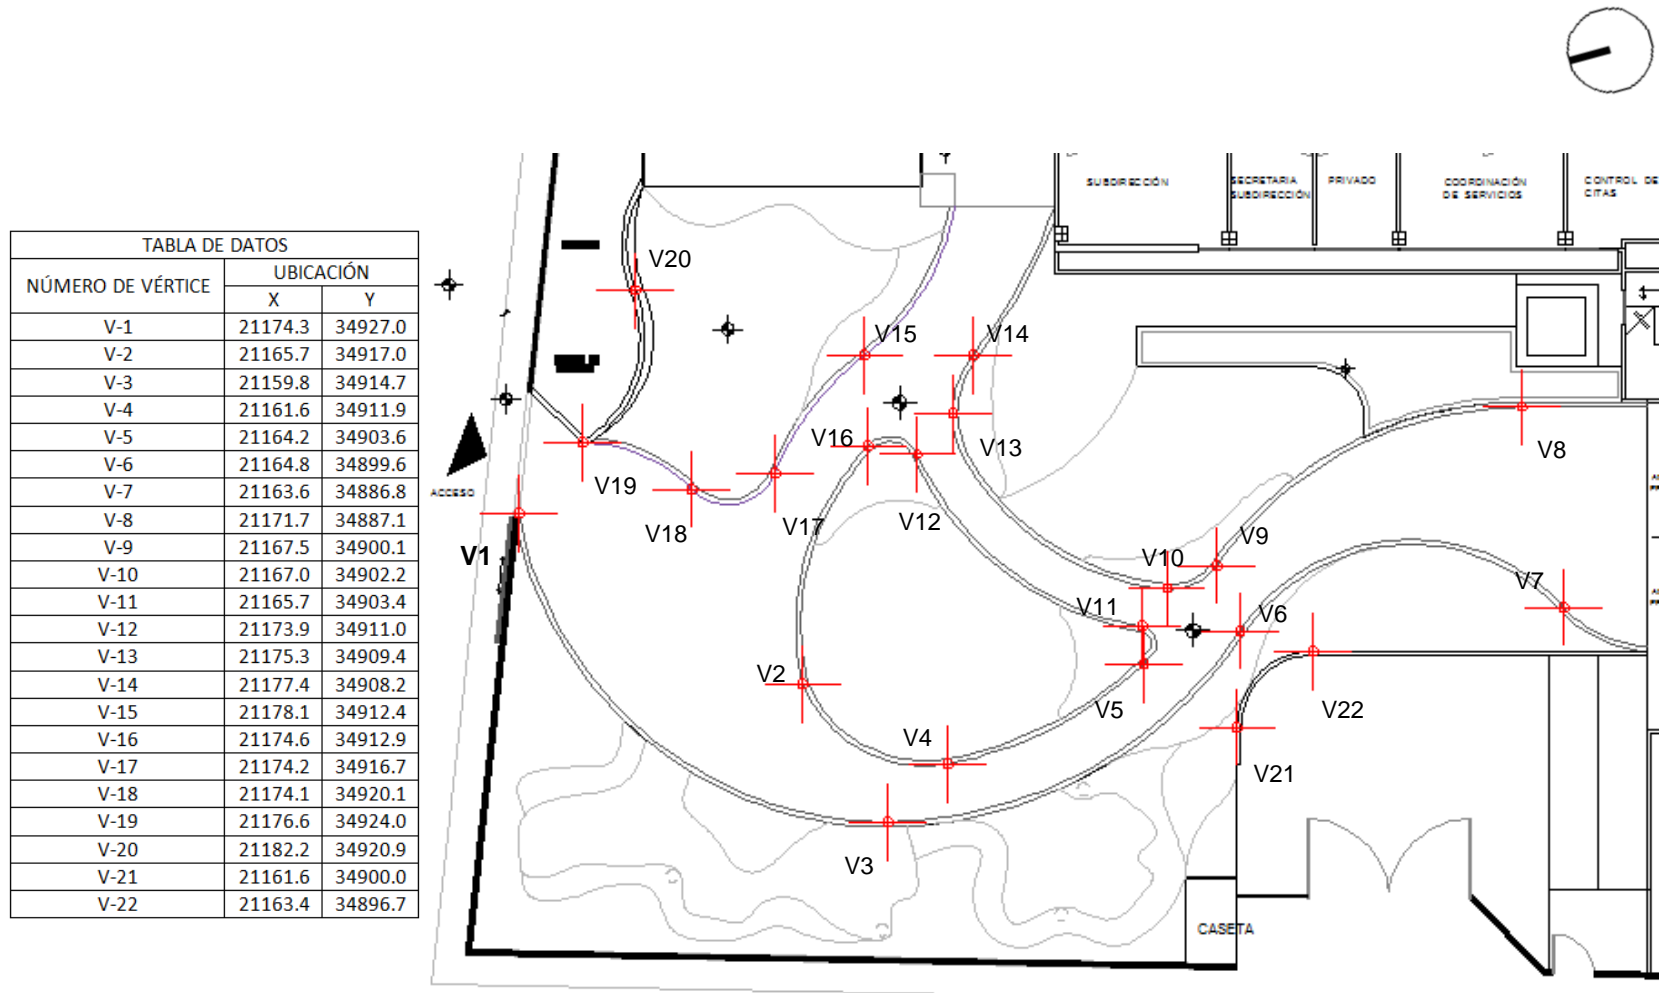 SUBDIRECCIÓN
SECRETARIA
SUBDIRECCIÓN
PRIVADO
COORDINACIÓN
DE SERVICIOS
CONTROL DE
CITAS
TABLA DE DATOS
NÚMERO DE VÉRTICE UBICACIÓN
X Y
V-1 21174.3 34927.0
V-2 21165.7 34917.0
V-3 21159.8 34914.7
V-4 21161.6 34911.9
V-5 21164.2 34903.6
V-6 21164.8 34899.6
V-7 21163.6 34886.8
V-8 21171.7 34887.1
V-9 21167.5 34900.1
V-10 21167.0 34902.2
V-11 21165.7 34903.4
V-12 21173.9 34911.0
V-13 21175.3 34909.4
V-14 21177.4 34908.2
V-15 21178.1 34912.4
V-16 21174.6 34912.9
V-17 21174.2 34916.7
V-18 21174.1 34920.1
V-19 21176.6 34924.0
V-20 21182.2 34920.9
V-21 21161.6 34900.0
V-22 21163.4 34896.7
V20
V15
V14
V16
V13
V8
V19
ACCESO
V18
V17
V12
V9
V1
V10
V7
V11
V6
V2
V5
V22
V4
V21
V3
CASETA